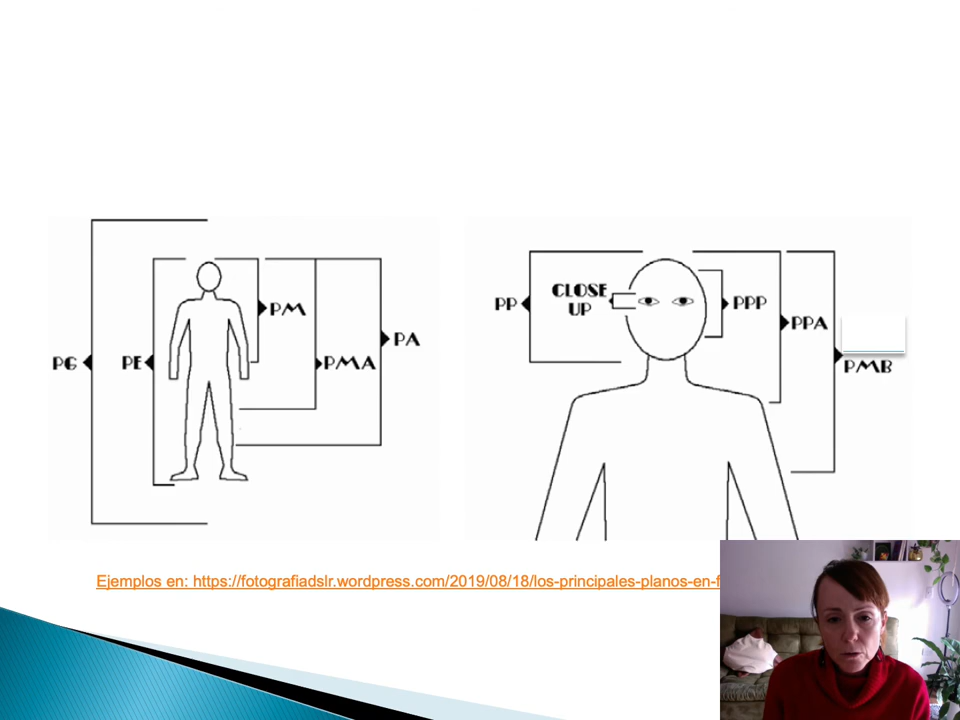 PG
PE
PM
PMA
PA
PP
CLOSE
UP
PPP
PPA
PMB
Ejemplos en: https://fotografiadslr.wordpress.com/2019/08/18/los-principales-planos-en-f